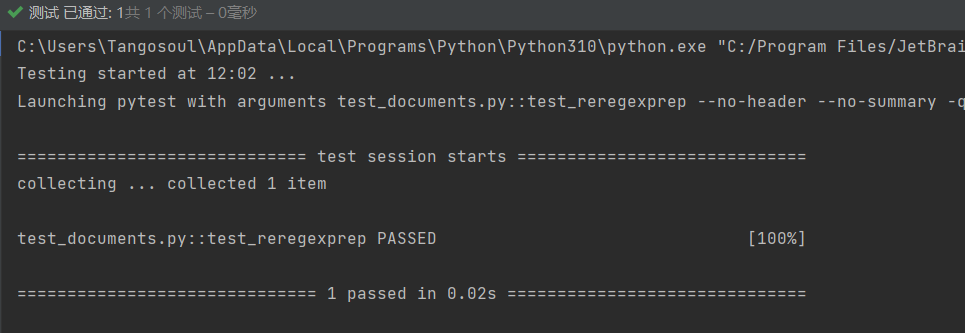 测试 已通过: 1共 1 个测试 – 0毫秒
C:\Users\Tangosoul\AppData\Local\Programs\Python\Python310\python.exe "C:/Program Files/JetBrai
Testing started at 12:02 ...
Launching pytest with arguments test_documents.py::test_reregexprep --no-header --no-summary -q
============================= test session starts =============================
collecting ... collected 1 item
test_documents.py::test_reregexprep PASSED                               [100%]
============================== 1 passed in 0.02s ==============================